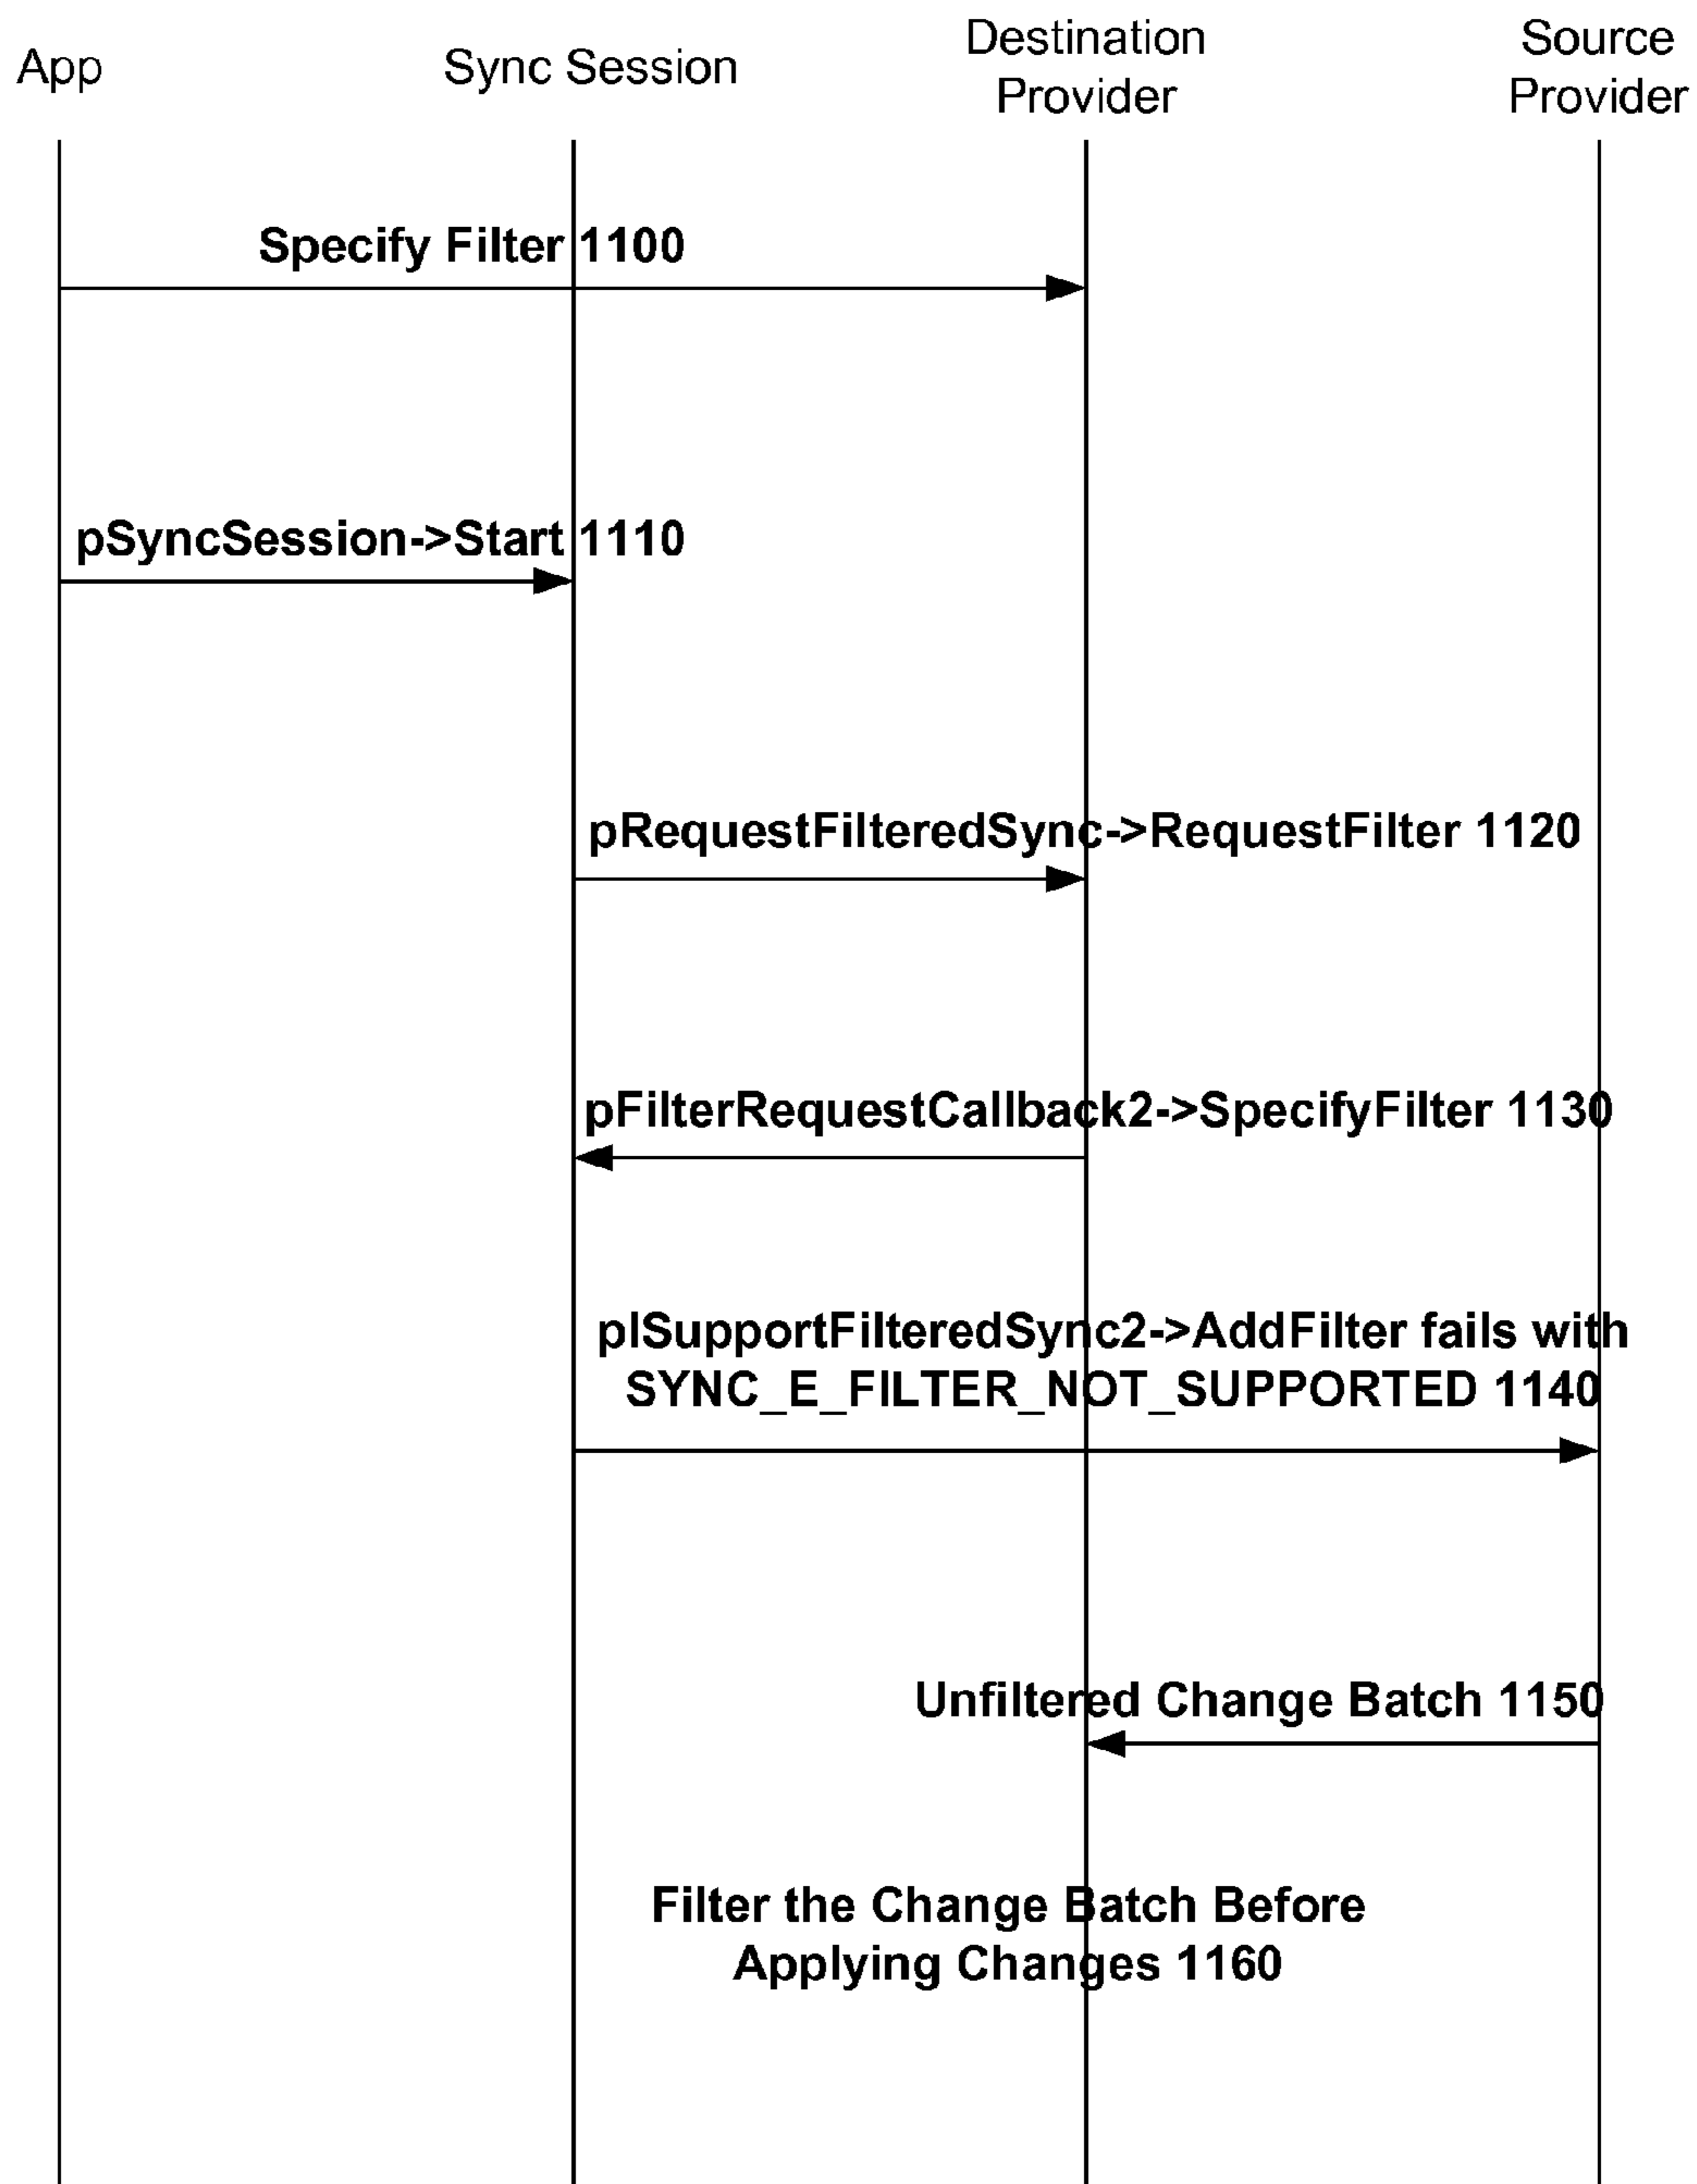 App
Sync Session
Destination
Provider
Source
Provider
Specify Filter 1100
pSyncSession->Start 1110
pRequestFilteredSync->RequestFilter 1120
pFilterRequestCallback2->SpecifyFilter 1130
pISupportFilteredSync2->AddFilter fails with
SYNC_E_FILTER_NOT_SUPPORTED 1140
Unfiltered Change Batch 1150
Filter the Change Batch Before
Applying Changes 1160